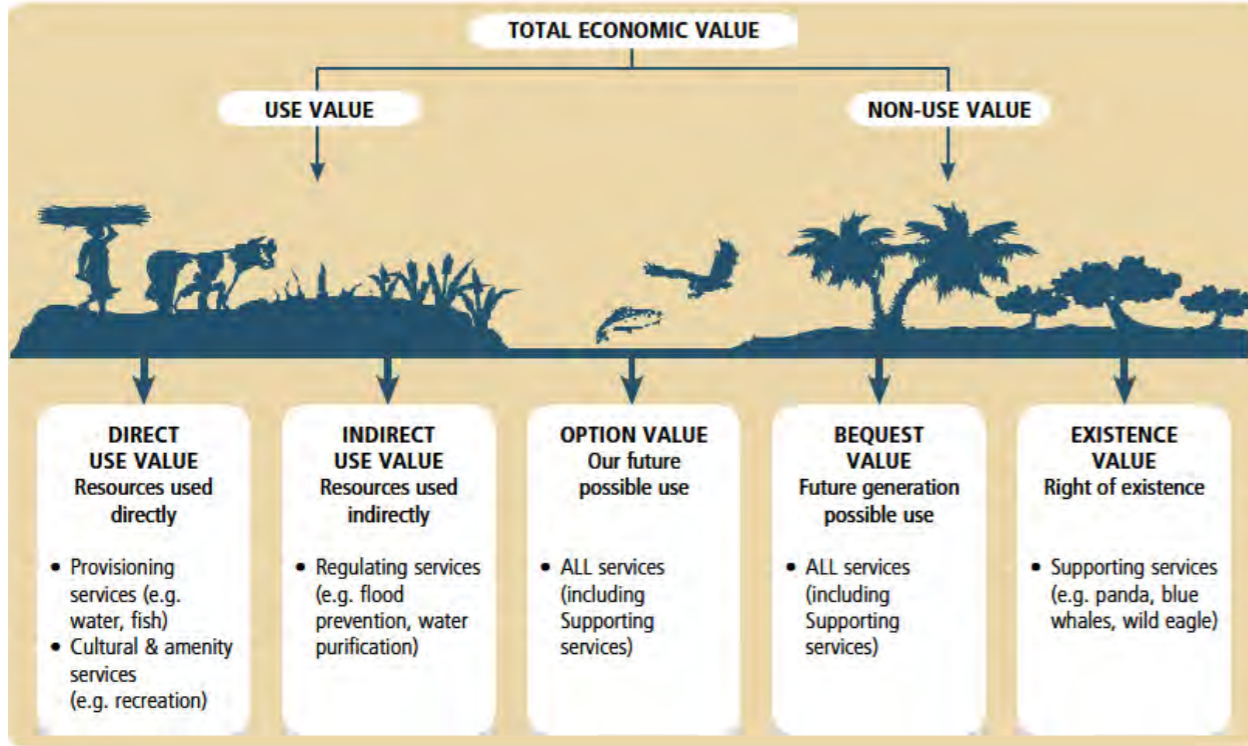 TOTAL ECONOMIC VALUE
USE VALUE
NON-USE VALUE
DIRECT
USE VALUE
Resources used
directly
• Provisioning
services (e.g.
water, fish)
• Cultural & amenity
services
(e.g. recreation)
INDIRECT
USE VALUE
Resources used
indirectly
• Regulating services
(e.g. flood
prevention, water
purification)
OPTION VALUE
Our future
possible use
• ALL services
(including
Supporting
services)
BEQUEST
VALUE
Future generation
possible use
• ALL services
(including
Supporting
services)
EXISTENCE
VALUE
Right of existence
• Supporting services
(e.g. panda, blue
whales, wild eagle)